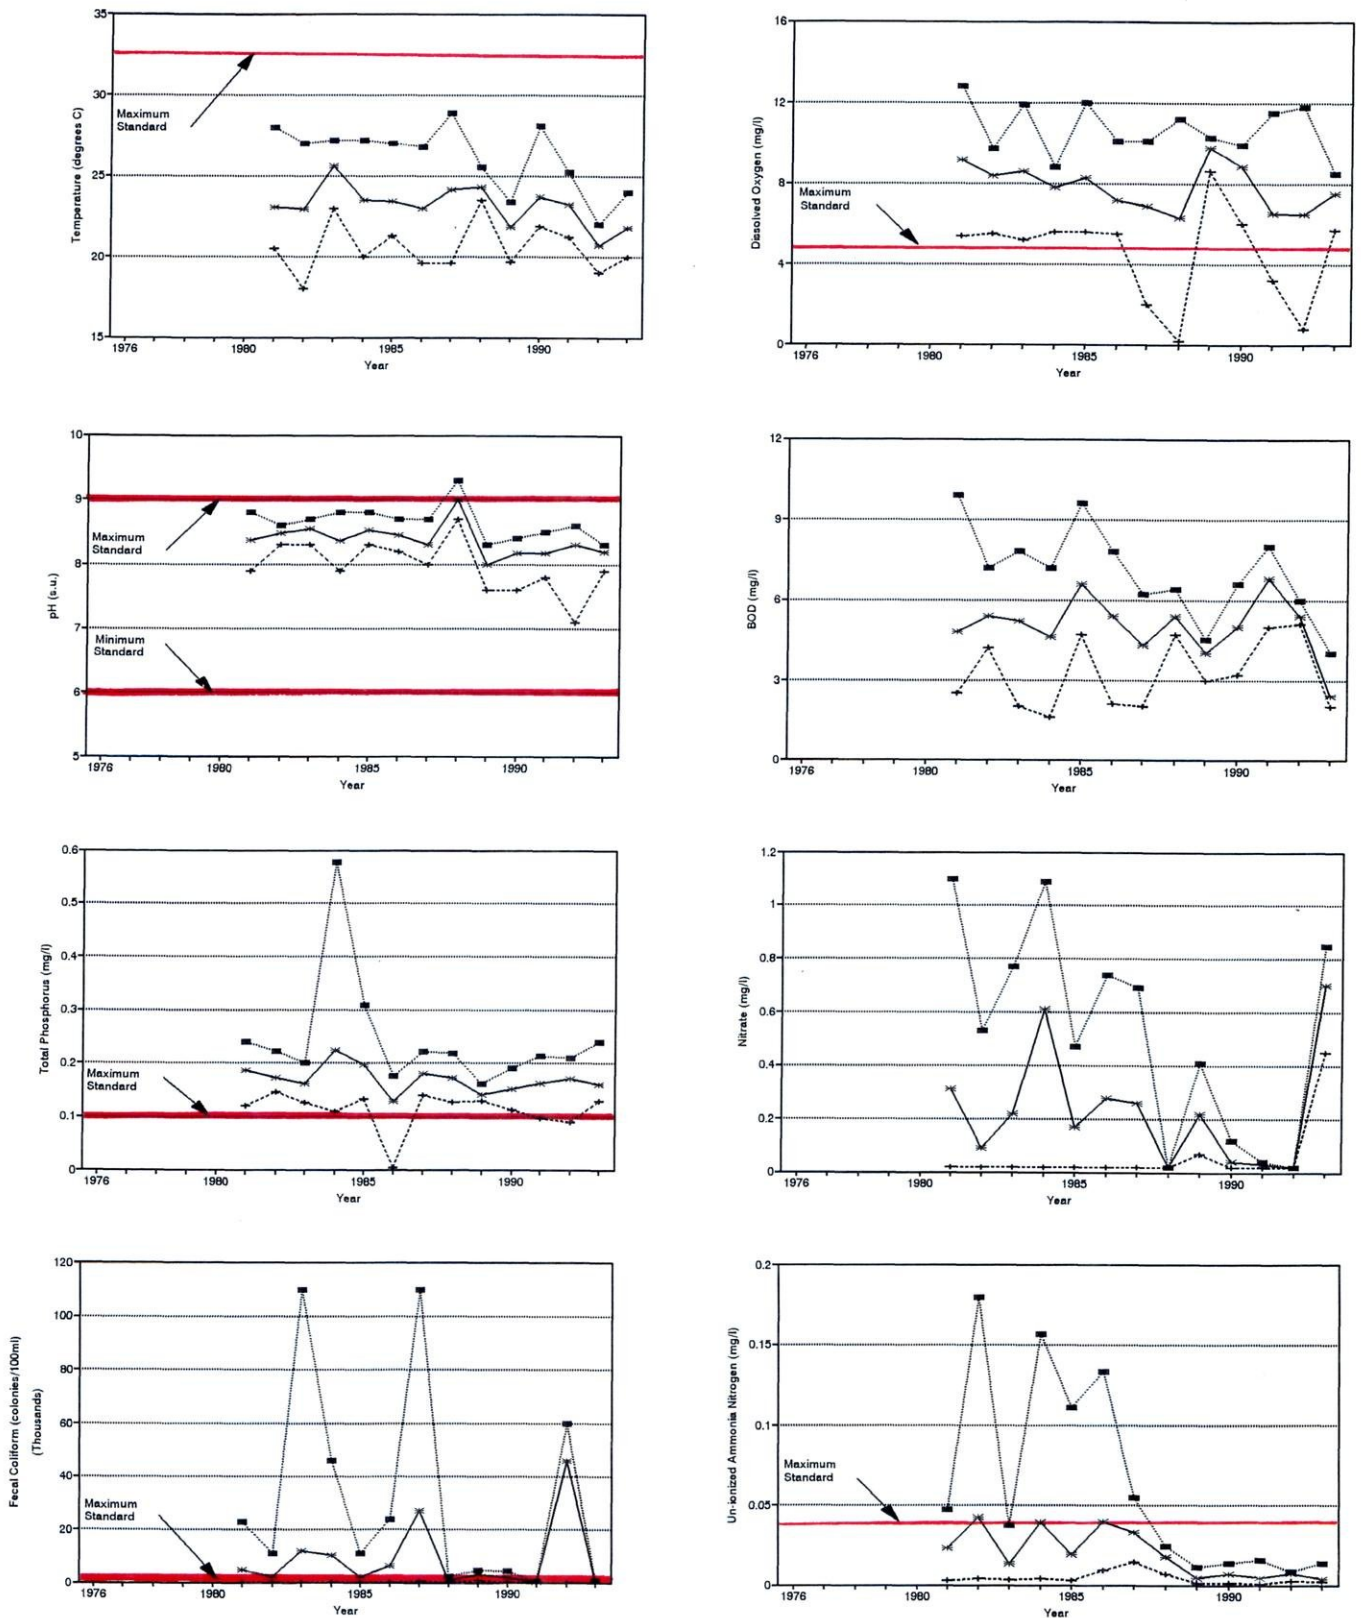 35
30
25
20
15
Temperature (degrees C)
Maximum
Standard
1976 1980 1985 1990
Year
16
12
8
4
0
Dissolved Oxygen (mg/l)
Maximum
Standard
1976 1980 1985 1990
Year
10
9
8
7
6
5
pH (s.u.)
Maximum
Standard
Minimum
Standard
1976 1980 1985 1990
Year
12
9
6
3
0
BOD (mg/l)
1976 1980 1985 1990
Year
0.6
0.5
0.4
0.3
0.2
0.1
0
Total Phosphorus (mg/l)
Maximum
Standard
1976 1980 1985 1990
Year
1.2
1
0.8
0.6
0.4
0.2
0
Nitrate (mg/l)
1976 1980 1985 1990
Year
120
100
80
60
40
20
0
Fecal Coliform (colonies/100ml)
(Thousands)
Maximum
Standard
1976 1980 1985 1990
Year
0.2
0.15
0.1
0.05
0
Un-ionized Ammonia Nitrogen (mg/l)
Maximum
Standard
1976 1980 1985 1990
Year